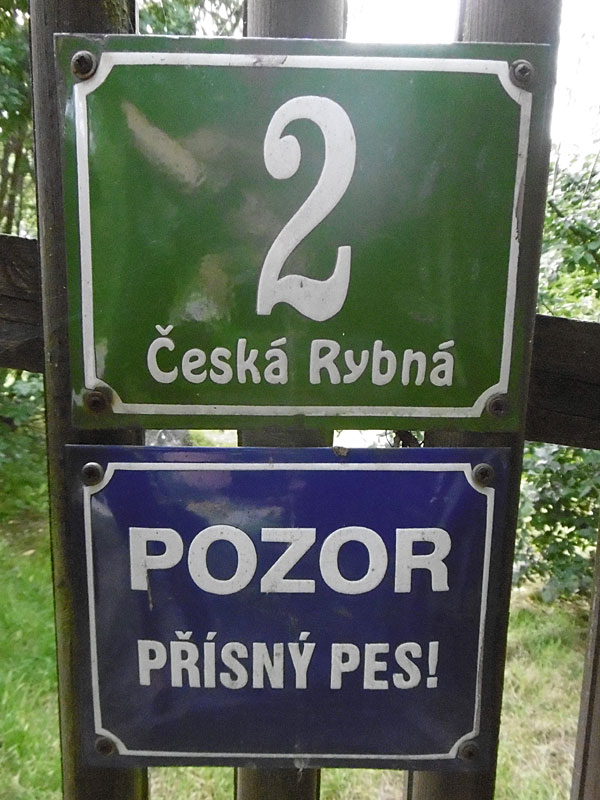 2
Česká Rybná
POZOR
PŘÍSNÝ PES!